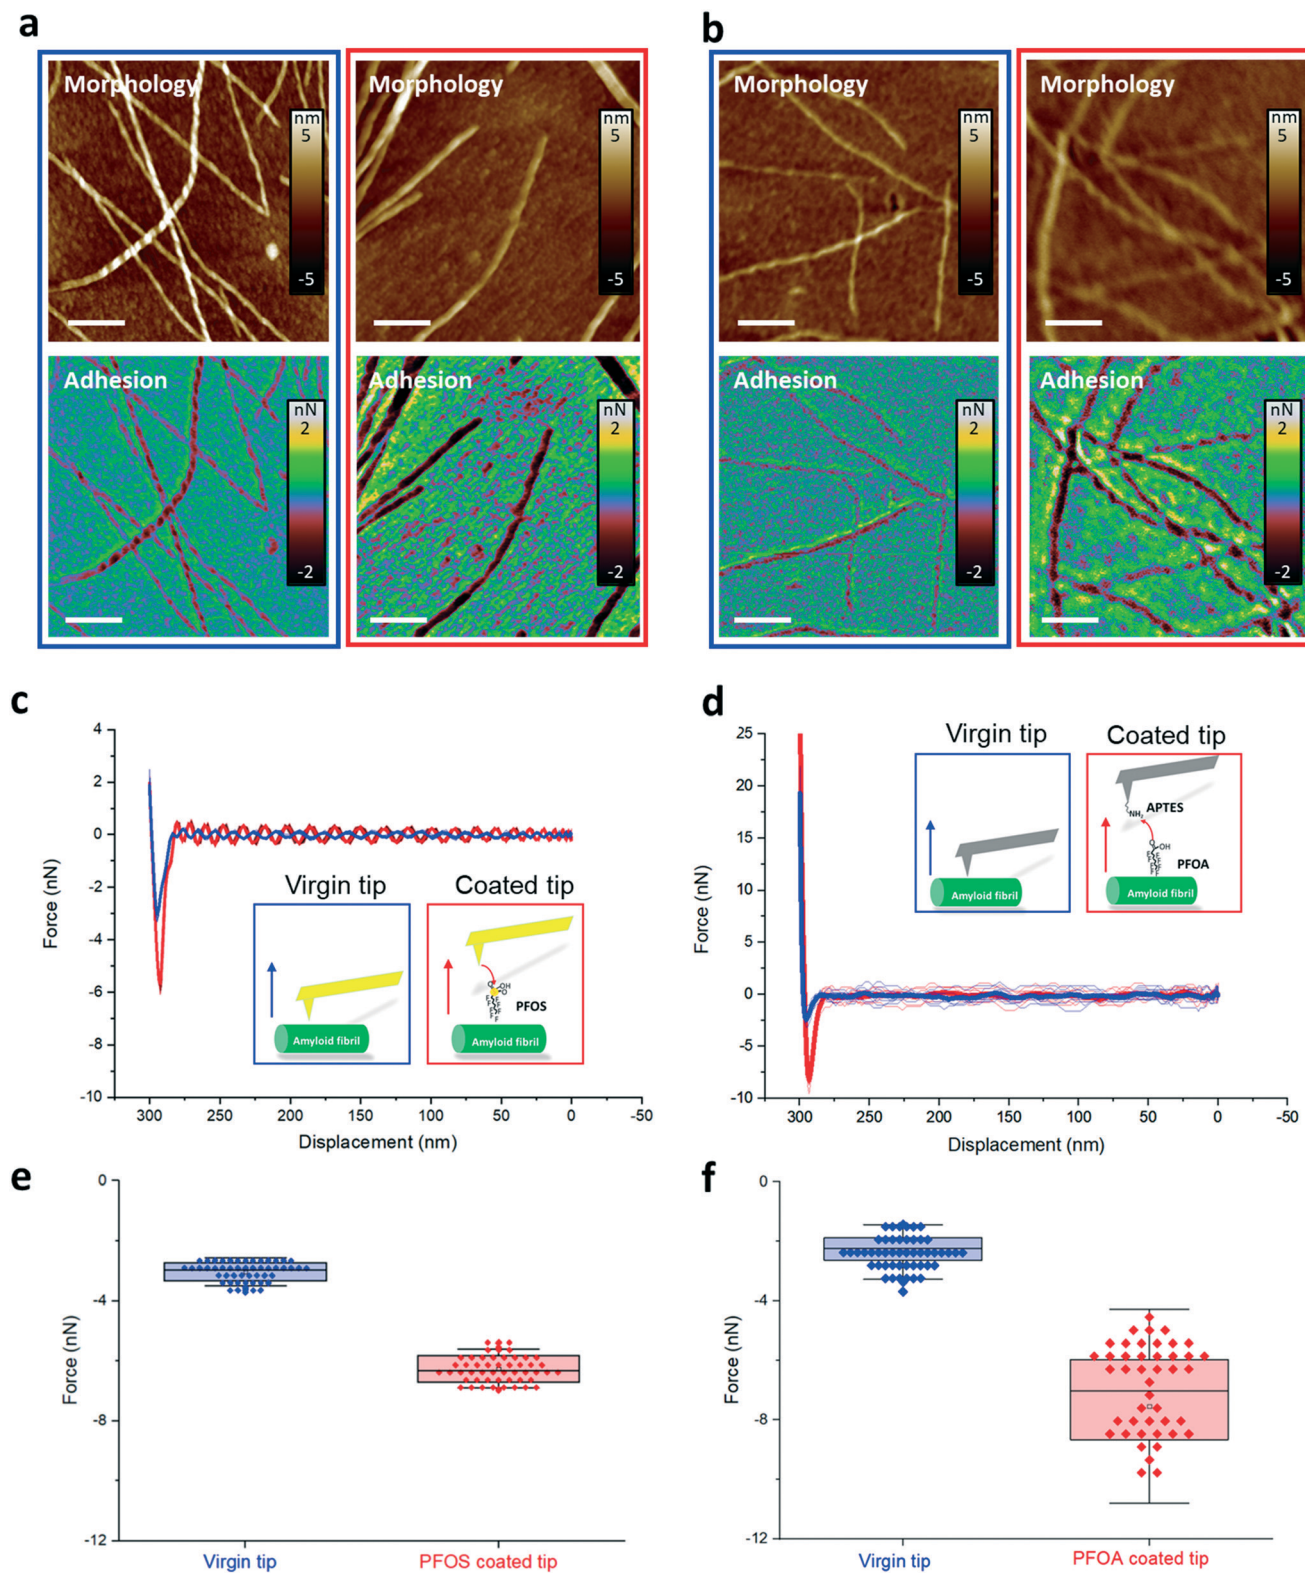 a
b
Morphology
nm
5
-5
Morphology
nm
5
-5
Morphology
nm
5
-5
Morphology
nm
5
-5
Adhesion
nN
2
-2
Adhesion
nN
2
-2
Adhesion
nN
2
-2
Adhesion
nN
2
-2
c
4
2
0
-2
-4
-6
-8
-10
Force (nN)
300
250
200
150
100
50
0
-50
Displacement (nm)
Virgin tip
Coated tip
Amyloid fibril
O
OH
O
F
PFOS
Amyloid fibril
d
25
20
15
10
5
0
-5
-10
Force (nN)
300
250
200
150
100
50
0
-50
Displacement (nm)
Virgin tip
Coated tip
Amyloid fibril
APTES
NH2
O
OH
F
PFOA
Amyloid fibril
e
0
-4
-8
-12
Force (nN)
Virgin tip
PFOS coated tip
f
0
-4
-8
-12
Force (nN)
Virgin tip
PFOA coated tip